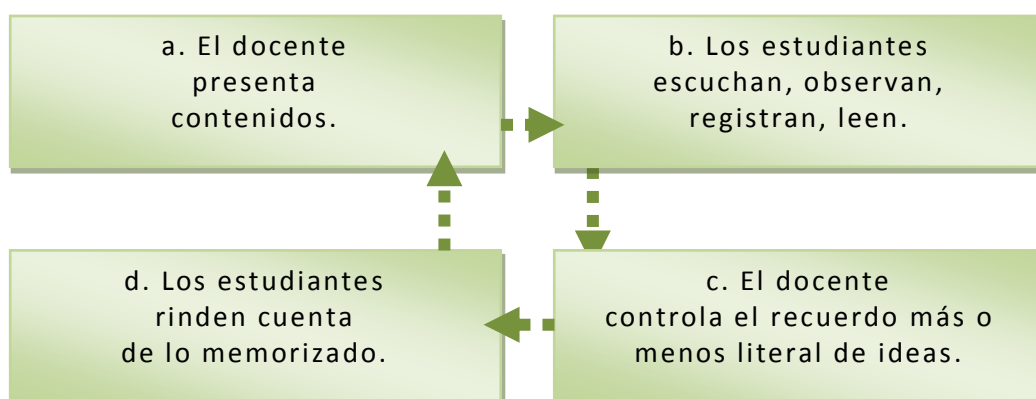 a. El docente
presenta
contenidos.
b. Los estudiantes
escuchan, observan,
registran, leen.
c. El docente
controla el recuerdo más o
menos literal de ideas.
d. Los estudiantes
rinden cuenta
de lo memorizado.